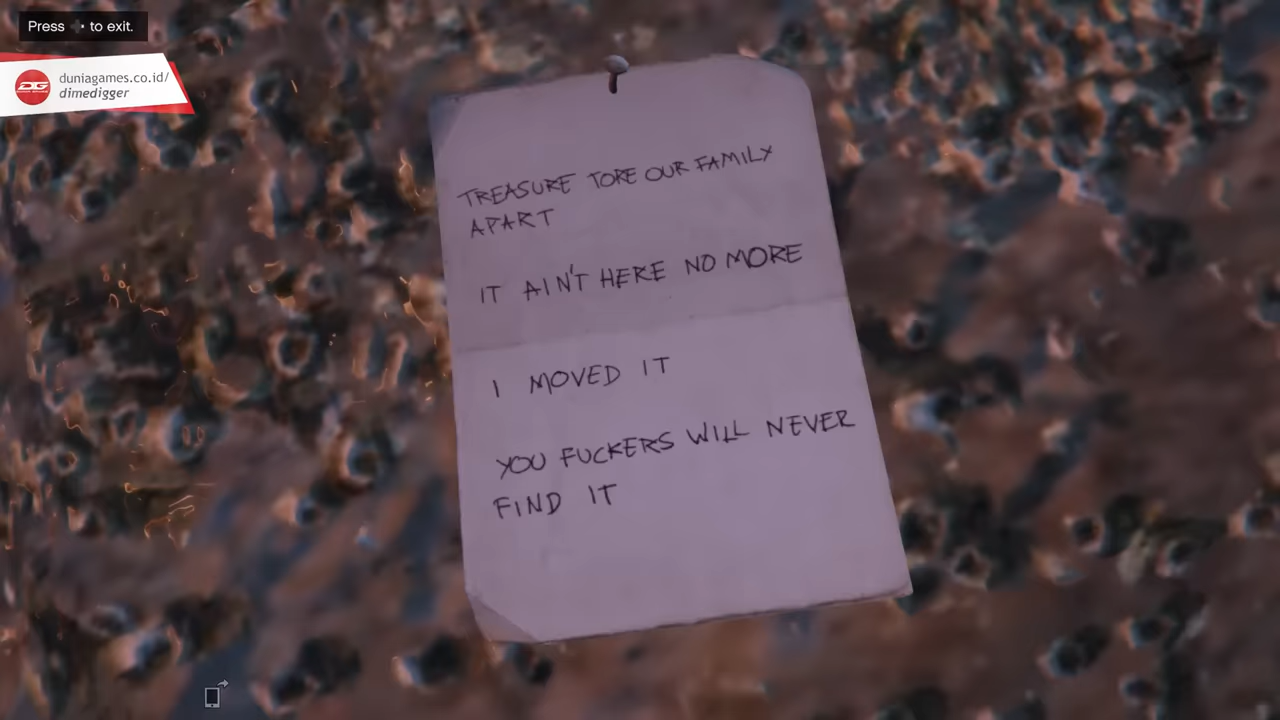 Press to exit.
duniagames.co.id/
dimedigger
DG
TREASURE TORE OUR FAMILY
APART
IT AIN'T HERE NO MORE
I MOVED IT
YOU FUCKERS WILL NEVER
FIND IT